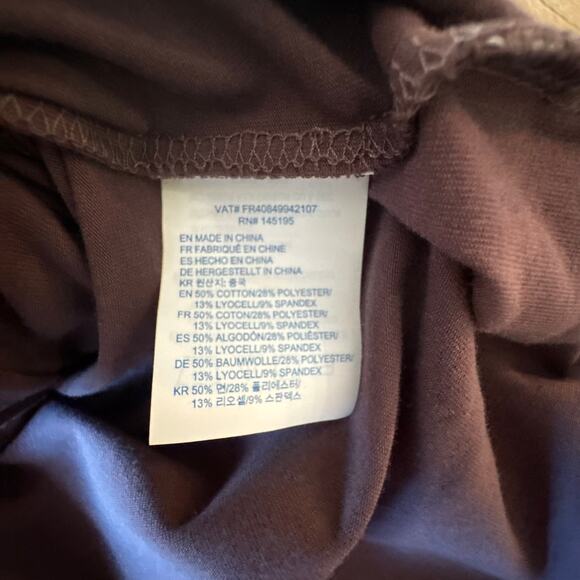 VAT# FR40849942107
RN# 145195
EN MADE IN CHINA
FR FABRIQUÉ EN CHINE
ES HECHO EN CHINA
DE HERGESTELLT IN CHINA
KR 원산지: 중국
EN 50% COTTON/28% POLYESTER/
13% LYOCELL/9% SPANDEX
FR 50% COTON/28% POLYESTER/
13% LYOCELL/9% SPANDEX
ES 50% ALGODÓN/28% POLIÉSTER/
13% LYOCELL/9% SPANDEX
DE 50% BAUMWOLLE/28% POLYESTER/
13% LYOCELL/9% SPANDEX
KR 50% 면/28% 폴리에스터/
13% 리오셀/9% 스판덱스